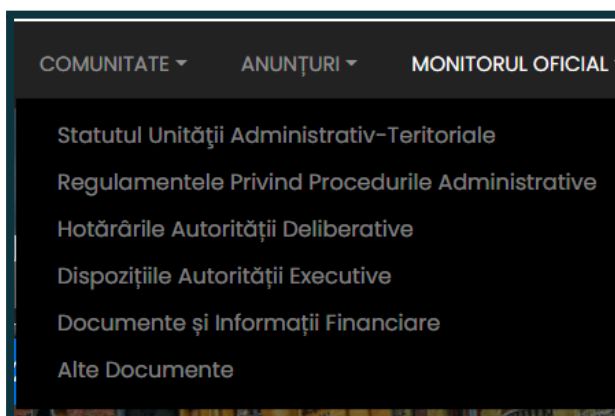 COMUNITATE ANUNȚURI MONITORUL OFICIAL
Statutul Unităţii Administrativ-Teritoriale
Regulamentele Privind Procedurile Administrative
Hotărârile Autorității Deliberative
Dispozițiile Autorității Executive
Documente și Informații Financiare
Alte Documente